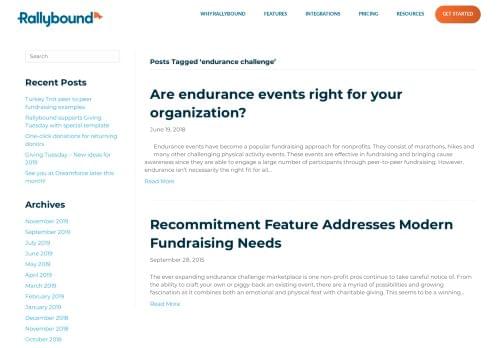 Rallybound
WHY RALLYBOUND
FEATURES
INTEGRATIONS
PRICING
RESOURCES
GET STARTED
Search
Recent Posts
Turkey Trot peer to peer
fundraising examples
Rallybound supports Giving
Tuesday with special template
One-click donations for returning
donors
Giving Tuesday – New ideas for
2019
See you at Dreamforce later this
month!
Archives
November 2019
September 2019
July 2019
June 2019
May 2019
April 2019
March 2019
February 2019
January 2019
December 2018
November 2018
October 2018
Posts Tagged ‘endurance challenge’
Are endurance events right for your
organization?
June 19, 2018
Endurance events have become a popular fundraising approach for nonprofits. They consist of marathons, hikes and
many other challenging physical activity events. These events are effective in fundraising and bringing cause
awareness since they are able to engage a large number of participants through peer-to-peer fundraising. However,
endurance isn’t necessarily the right fit for all...
Read More
Recommitment Feature Addresses Modern
Fundraising Needs
September 28, 2015
The ever expanding endurance challenge marketplace is one non-profit pros continue to take careful notice of. From
the ability to craft your own or piggy-back an existing event, there are a myriad of possibilities and growing
fascination as it combines both an emotional and physical feat with charitable giving. This seems to be a winning...
Read More